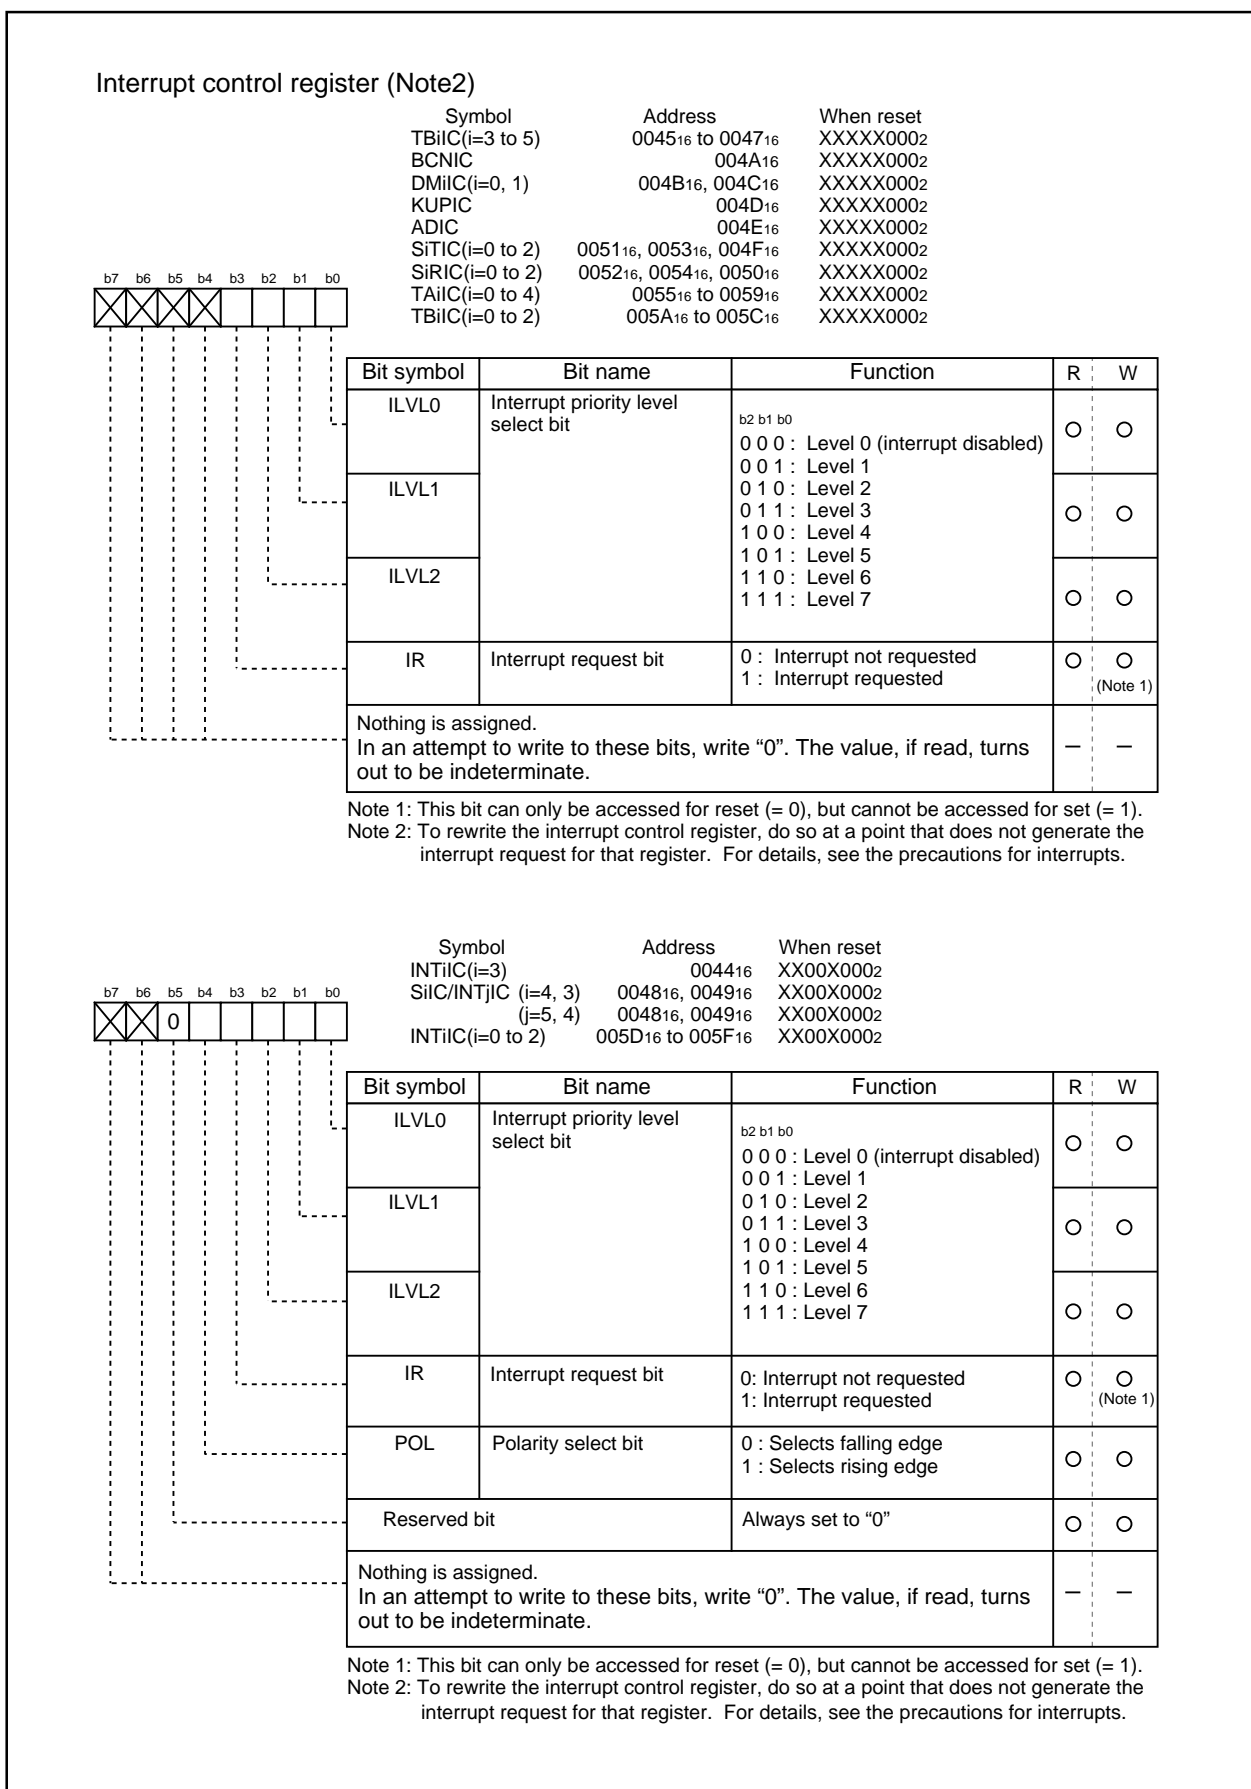 Interrupt control register (Note2)
Symbol Address When reset
TBiIC(i=3 to 5) 004516 to 004716 XXXXX0002
BCNIC 004A16 XXXXX0002
DMiIC(i=0, 1) 004B16, 004C16 XXXXX0002
KUPIC 004D16 XXXXX0002
ADIC 004E16 XXXXX0002
SiTIC(i=0 to 2) 005116, 005316, 004F16 XXXXX0002
SiRIC(i=0 to 2) 005216, 005416, 005016 XXXXX0002
TAiIC(i=0 to 4) 005516 to 005916 XXXXX0002
TBiIC(i=0 to 2) 005A16 to 005C16 XXXXX0002
b7 b6 b5 b4 b3 b2 b1 b0
Bit symbol Bit name Function R W
ILVL0 Interrupt priority level
select bit
b2 b1 b0
0 0 0 : Level 0 (interrupt disabled)
0 0 1 : Level 1
ILVL1 0 1 0 : Level 2
0 1 1 : Level 3
1 0 0 : Level 4
1 0 1 : Level 5
ILVL2 1 1 0 : Level 6
1 1 1 : Level 7
IR Interrupt request bit 0 : Interrupt not requested
1 : Interrupt requested (Note 1)
Nothing is assigned.
In an attempt to write to these bits, write “0”. The value, if read, turns – –
out to be indeterminate.
Note 1: This bit can only be accessed for reset (= 0), but cannot be accessed for set (= 1).
Note 2: To rewrite the interrupt control register, do so at a point that does not generate the
interrupt request for that register. For details, see the precautions for interrupts.
Symbol Address When reset
INTiIC(i=3) 004416 XX00X0002
SiIC/INTjIC (i=4, 3) 004816, 004916 XX00X0002
(j=5, 4) 004816, 004916 XX00X0002
INTiIC(i=0 to 2) 005D16 to 005F16 XX00X0002
b7 b6 b5 b4 b3 b2 b1 b0
0
Bit symbol Bit name Function R W
ILVL0 Interrupt priority level
select bit
b2 b1 b0
0 0 0 : Level 0 (interrupt disabled)
0 0 1 : Level 1
ILVL1 0 1 0 : Level 2
0 1 1 : Level 3
1 0 0 : Level 4
1 0 1 : Level 5
ILVL2 1 1 0 : Level 6
1 1 1 : Level 7
IR Interrupt request bit 0: Interrupt not requested
1: Interrupt requested (Note 1)
POL Polarity select bit 0 : Selects falling edge
1 : Selects rising edge
Reserved bit Always set to “0”
Nothing is assigned.
In an attempt to write to these bits, write “0”. The value, if read, turns – –
out to be indeterminate.
Note 1: This bit can only be accessed for reset (= 0), but cannot be accessed for set (= 1).
Note 2: To rewrite the interrupt control register, do so at a point that does not generate the
interrupt request for that register. For details, see the precautions for interrupts.